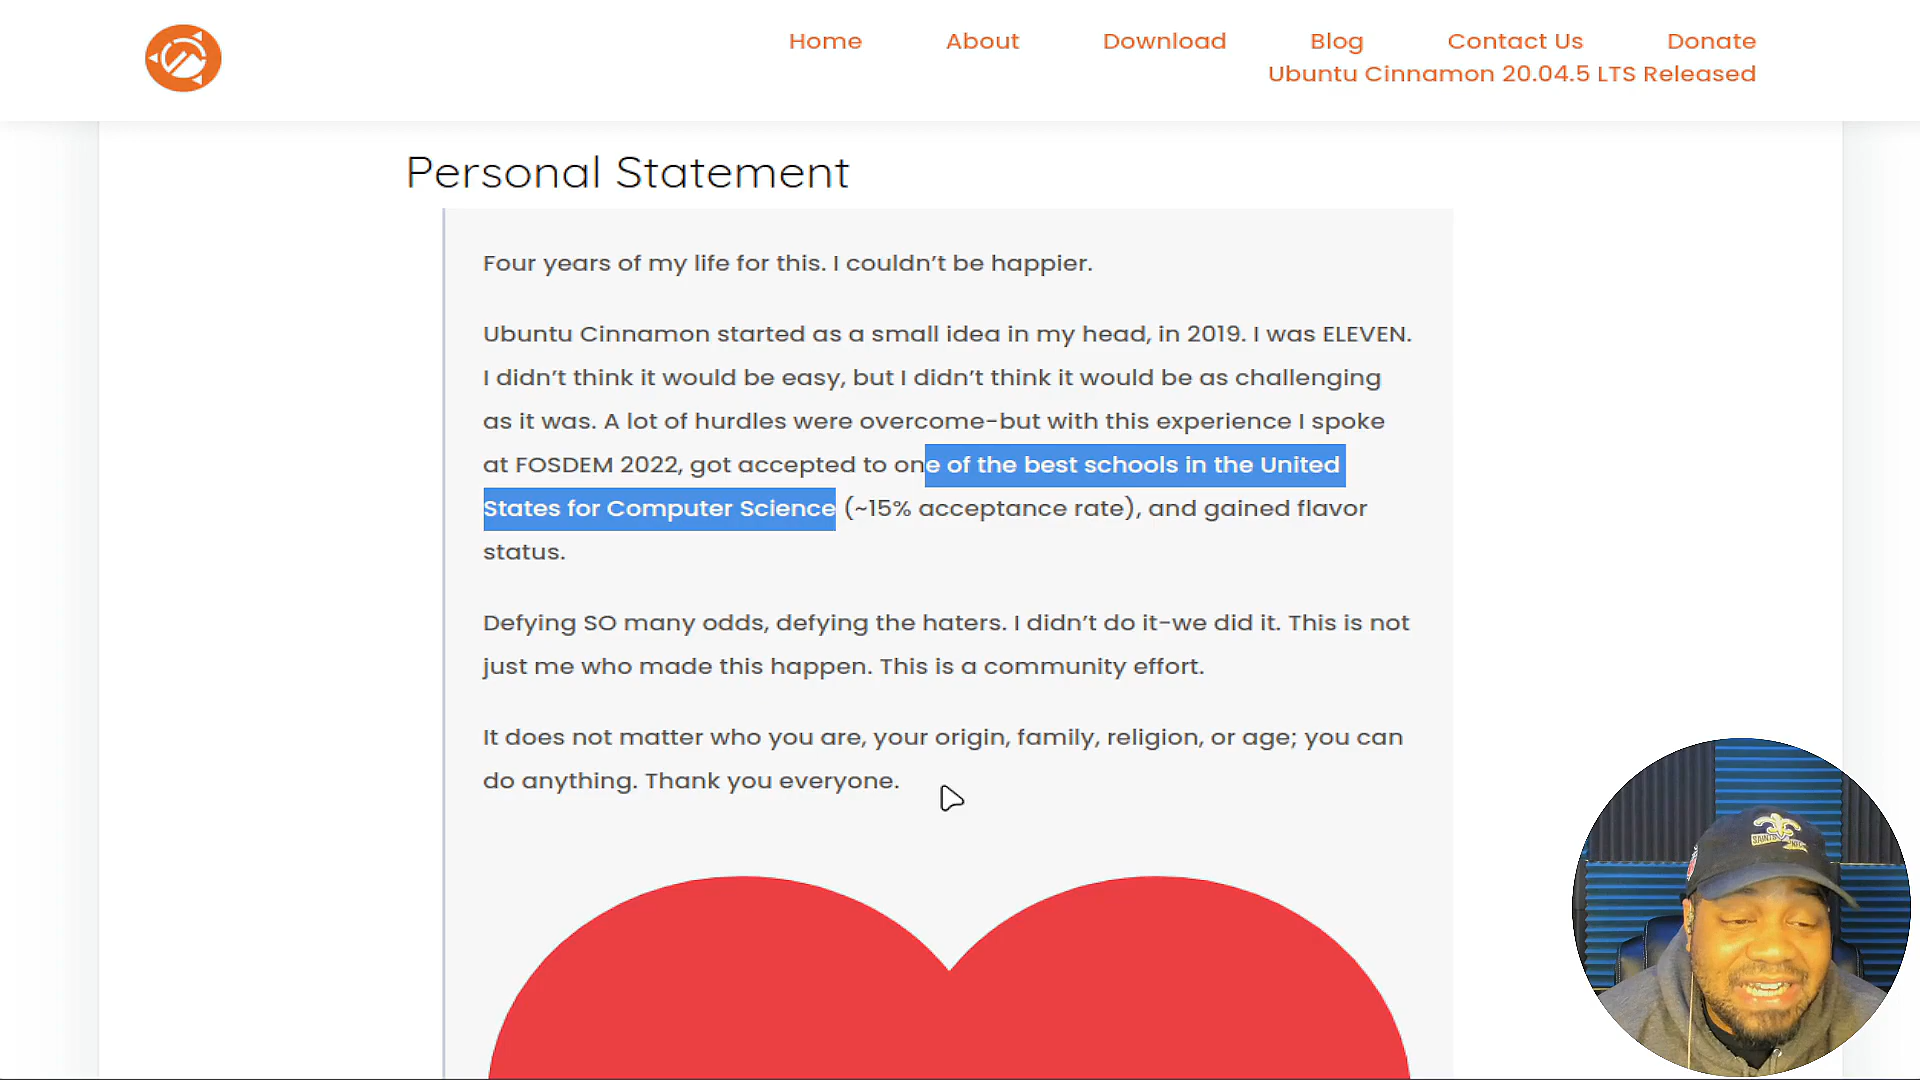 Home About Download Blog Contact Us Donate
Ubuntu Cinnamon 20.04.5 LTS Released
Personal Statement
Four years of my life for this. I couldn’t be happier.
Ubuntu Cinnamon started as a small idea in my head, in 2019. I was ELEVEN.
I didn’t think it would be easy, but I didn’t think it would be as challenging
as it was. A lot of hurdles were overcome-but with this experience I spoke
at FOSDEM 2022, got accepted to one of the best schools in the United
States for Computer Science (~15% acceptance rate), and gained flavor
status.
Defying SO many odds, defying the haters. I didn’t do it-we did it. This is not
just me who made this happen. This is a community effort.
It does not matter who you are, your origin, family, religion, or age; you can
do anything. Thank you everyone.